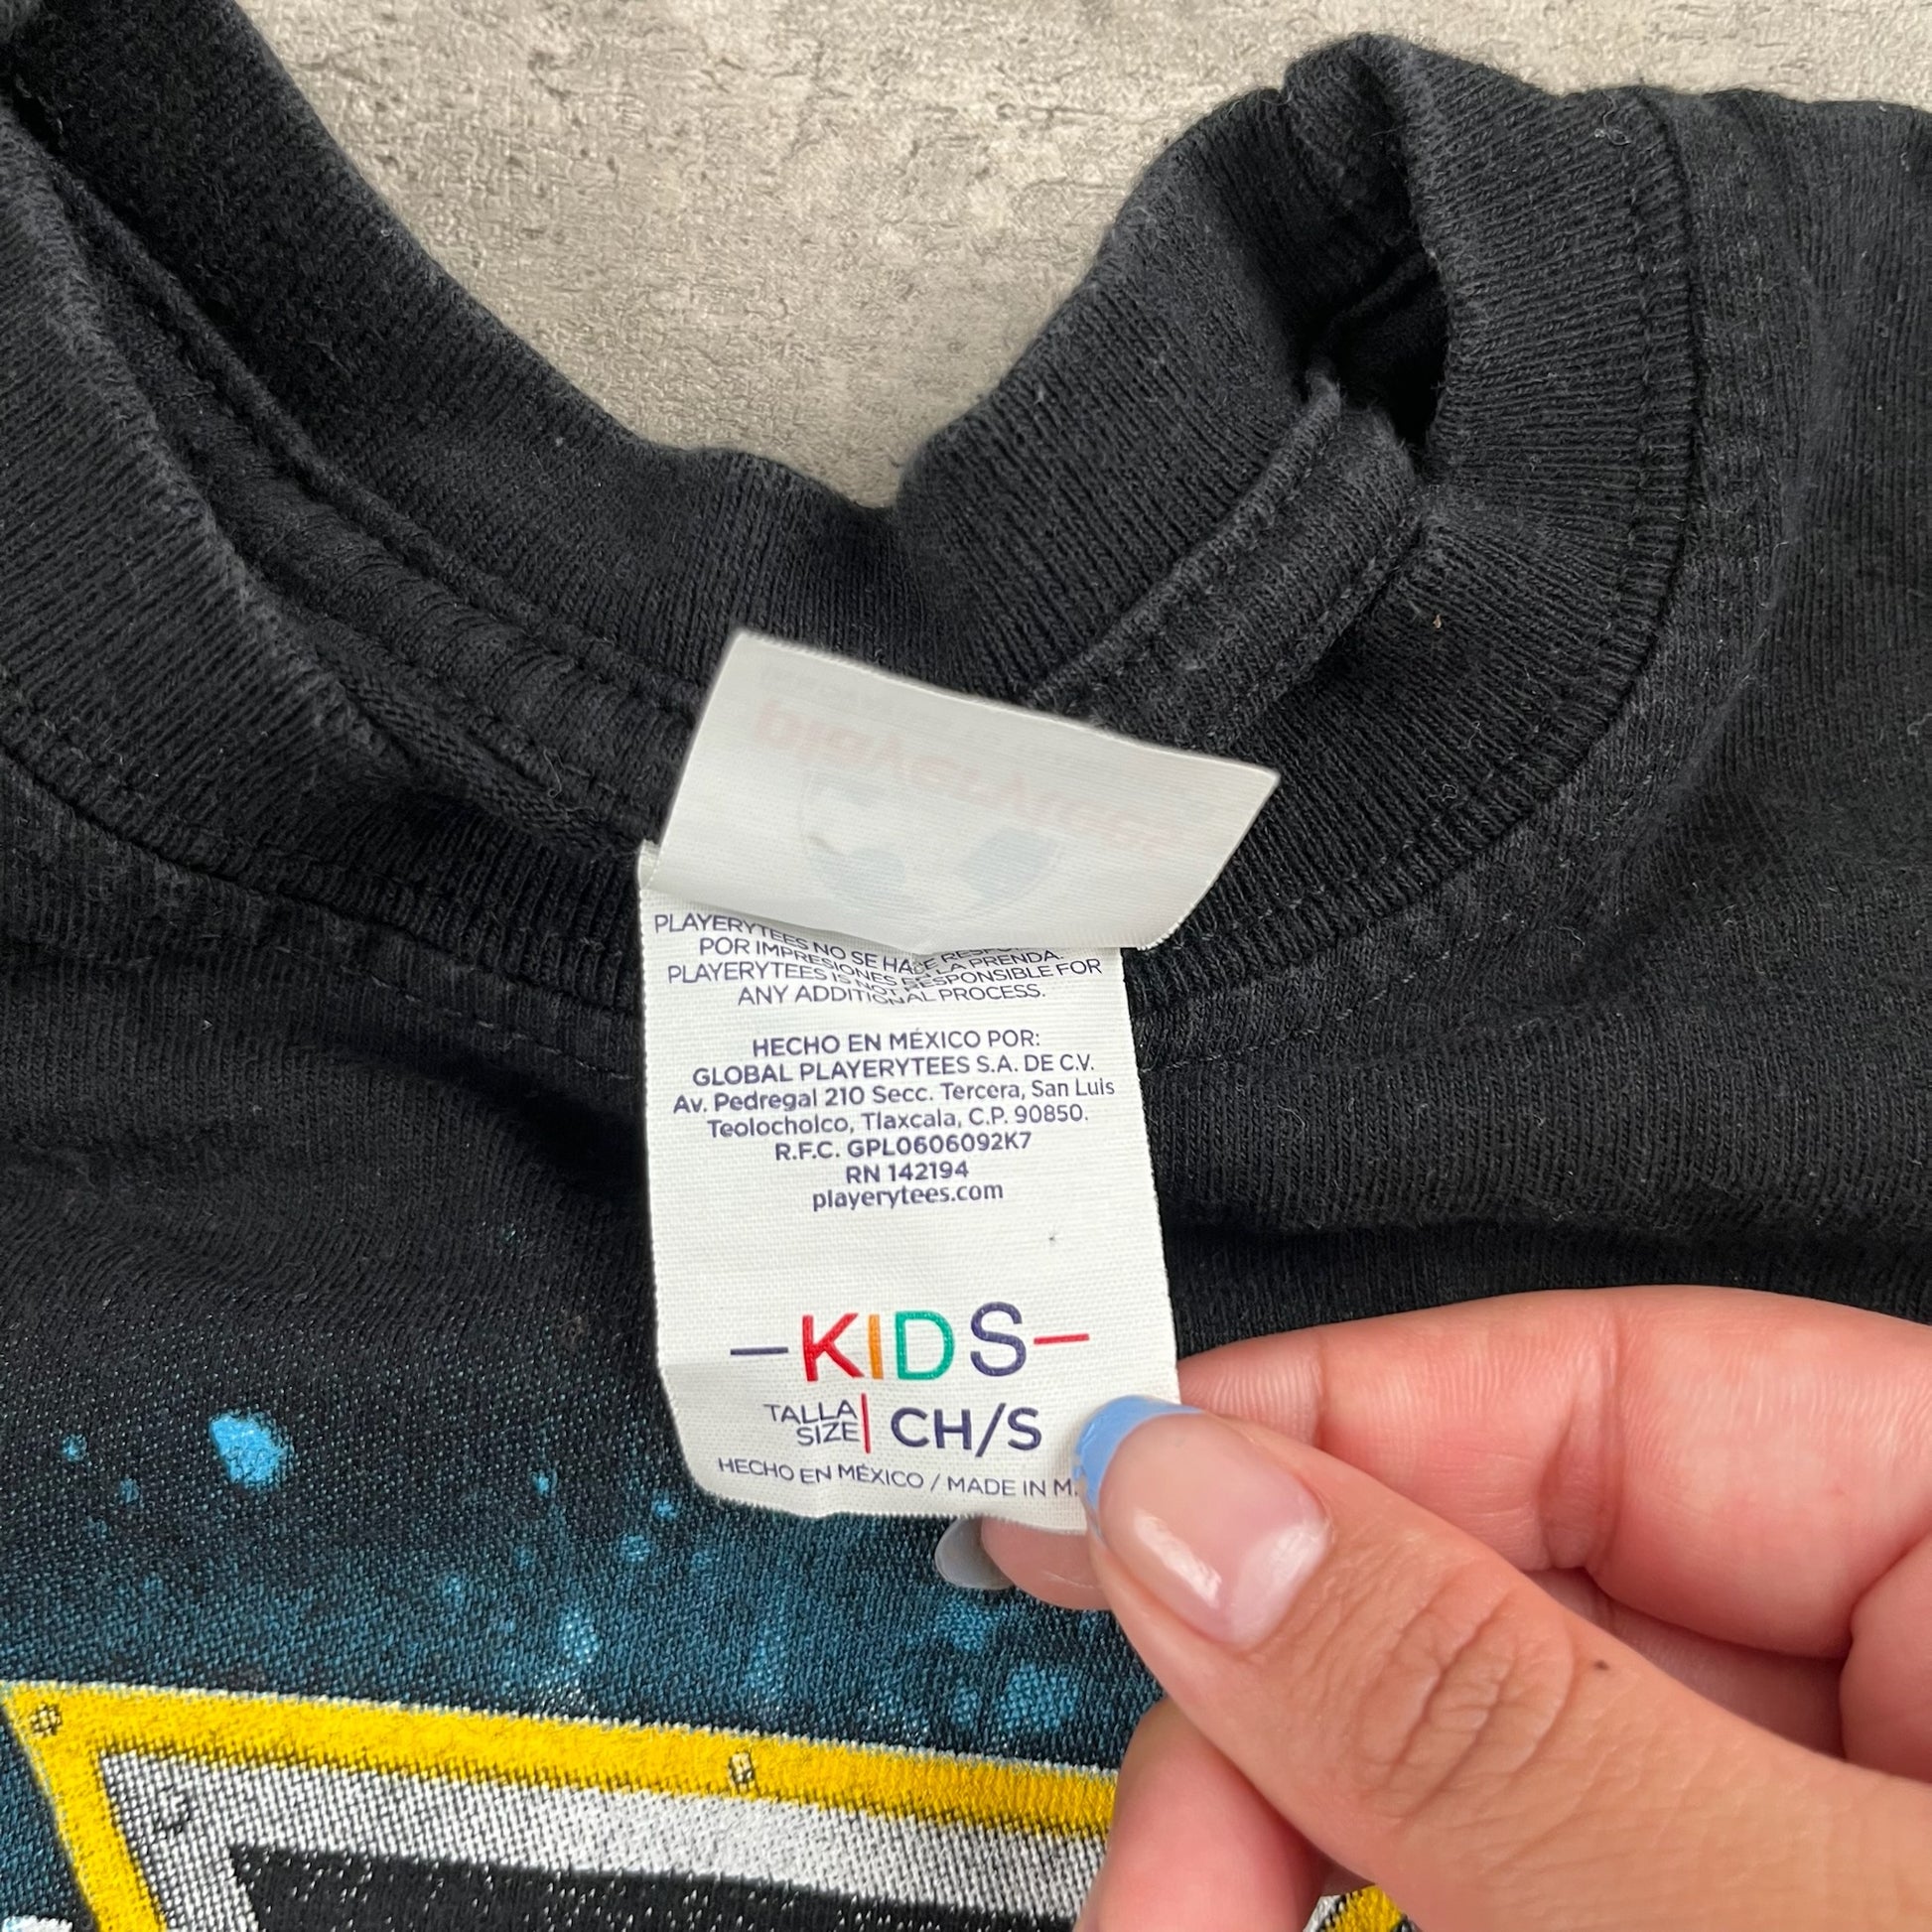 playerytees
PLAYERYTEES NO SE HACE
POR IMPRESIONES EN LA PRENDA.
PLAYERYTEES IS NOT RESPONSIBLE FOR
ANY ADDITIONAL PROCESS.
HECHO EN MÉXICO POR:
GLOBAL PLAYERYTEES S.A. DE C.V.
Av. Pedregal 210 Secc. Tercera, San Luis
Teolocholco, Tlaxcala, C.P. 90850.
R.F.C. GPL0606092K7
RN 142194
playerytees.com
-KIDS-
TALLA
SIZE | CH/S
HECHO EN MÉXICO / MADE IN M